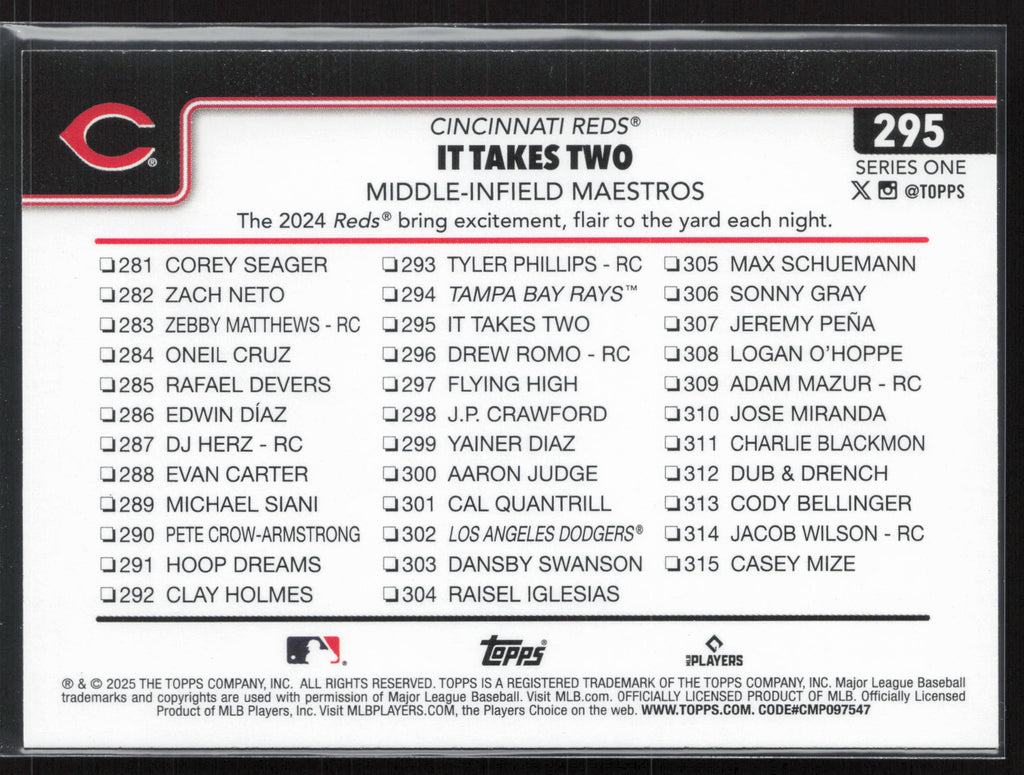 CINCINNATI REDS®
IT TAKES TWO
MIDDLE-INFIELD MAESTROS
The 2024 Reds® bring excitement, flair to the yard each night.
295
SERIES ONE
@TOPPS
281 COREY SEAGER
282 ZACH NETO
283 ZEBBY MATTHEWS - RC
284 ONEIL CRUZ
285 RAFAEL DEVERS
286 EDWIN DÍAZ
287 DJ HERZ - RC
288 EVAN CARTER
289 MICHAEL SIANI
290 PETE CROW-ARMSTRONG
291 HOOP DREAMS
292 CLAY HOLMES
293 TYLER PHILLIPS - RC
294 TAMPA BAY RAYS™
295 IT TAKES TWO
296 DREW ROMO - RC
297 FLYING HIGH
298 J.P. CRAWFORD
299 YAINER DIAZ
300 AARON JUDGE
301 CAL QUANTRILL
302 LOS ANGELES DODGERS®
303 DANSBY SWANSON
304 RAISEL IGLESIAS
305 MAX SCHUEMANN
306 SONNY GRAY
307 JEREMY PEÑA
308 LOGAN O'HOPPE
309 ADAM MAZUR - RC
310 JOSE MIRANDA
311 CHARLIE BLACKMON
312 DUB & DRENCH
313 CODY BELLINGER
314 JACOB WILSON - RC
315 CASEY MIZE
Topps®
PLAYERS
® & © 2025 THE TOPPS COMPANY, INC. ALL RIGHTS RESERVED. TOPPS IS A REGISTERED TRADEMARK OF THE TOPPS COMPANY, INC. Major League Baseball
trademarks and copyrights are used with permission of Major League Baseball. Visit MLB.com. OFFICIALLY LICENSED PRODUCT OF MLB. Officially Licensed
Product of MLB Players, Inc. Visit MLBPLAYERS.COM, the Players Choice on the web. WWW.TOPPS.COM. CODE#CMP097547